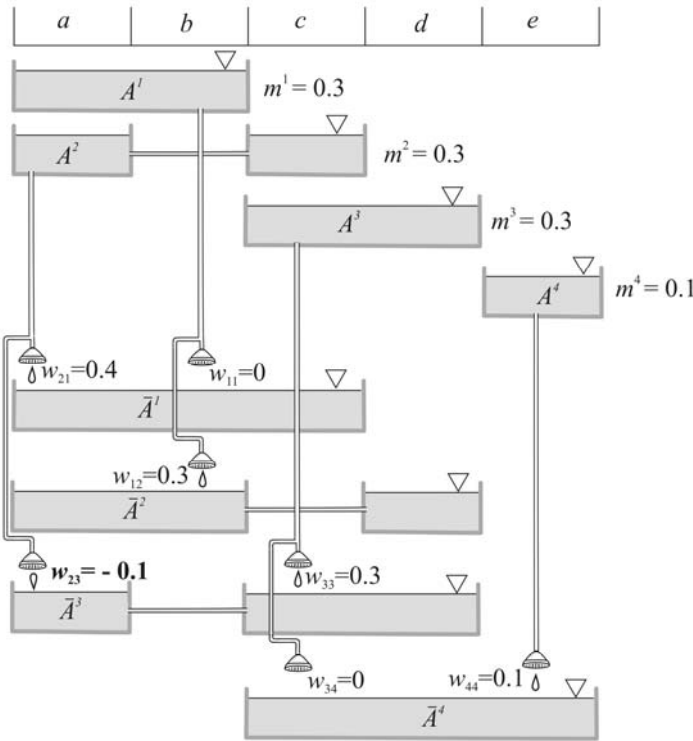 a b c d e
A¹ m¹ = 0.3
A² m² = 0.3
A³ m³ = 0.3
A⁴ m⁴ = 0.1
w₂₁=0.4 w₁₁=0
Ā¹
w₁₂=0.3
Ā²
w₂₃= - 0.1 w₃₃=0.3
Ā³
w₃₄=0 w₄₄=0.1
Ā⁴